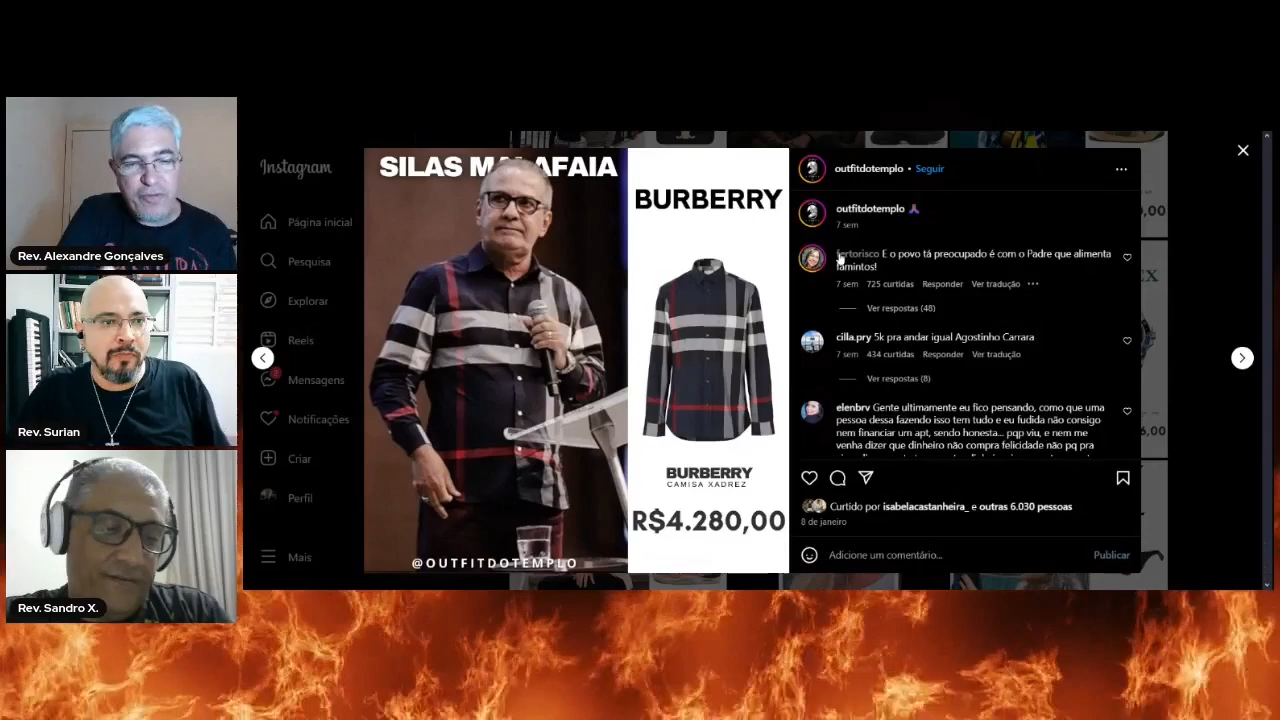 Rev. Alexandre Gonçalves
Rev. Surian
Rev. Sandro X.
Instagram
Página inicial
Pesquisa
Explorar
Reels
Mensagens
Notificações
Criar
Perfil
Mais
SILAS MALAFAIA
@OUTFITDOTEMPLO
BURBERRY
BURBERRY
CAMISA XADREZ
R$4.280,00
outfitdotemplo • Seguir
outfitdotemplo
7 sem
E o povo tá preocupado é com o Padre que alimenta
famintos!
7 sem 725 curtidas Responder Ver tradução
Ver respostas (48)
cilla.pry 5k pra andar igual Agostinho Carrara
7 sem 434 curtidas Responder Ver tradução
Ver respostas (8)
elenbrv Gente ultimamente eu fico pensando, como que uma
pessoa dessa fazendo isso tem tudo e eu fudida não consigo
nem financiar um apt, sendo honesta... pqp viu, e nem me
venha dizer que dinheiro não compra felicidade não pq pra
Curtido por isabelacastanheira_ e outras 6.030 pessoas
8 de janeiro
Adicione um comentário...
Publicar